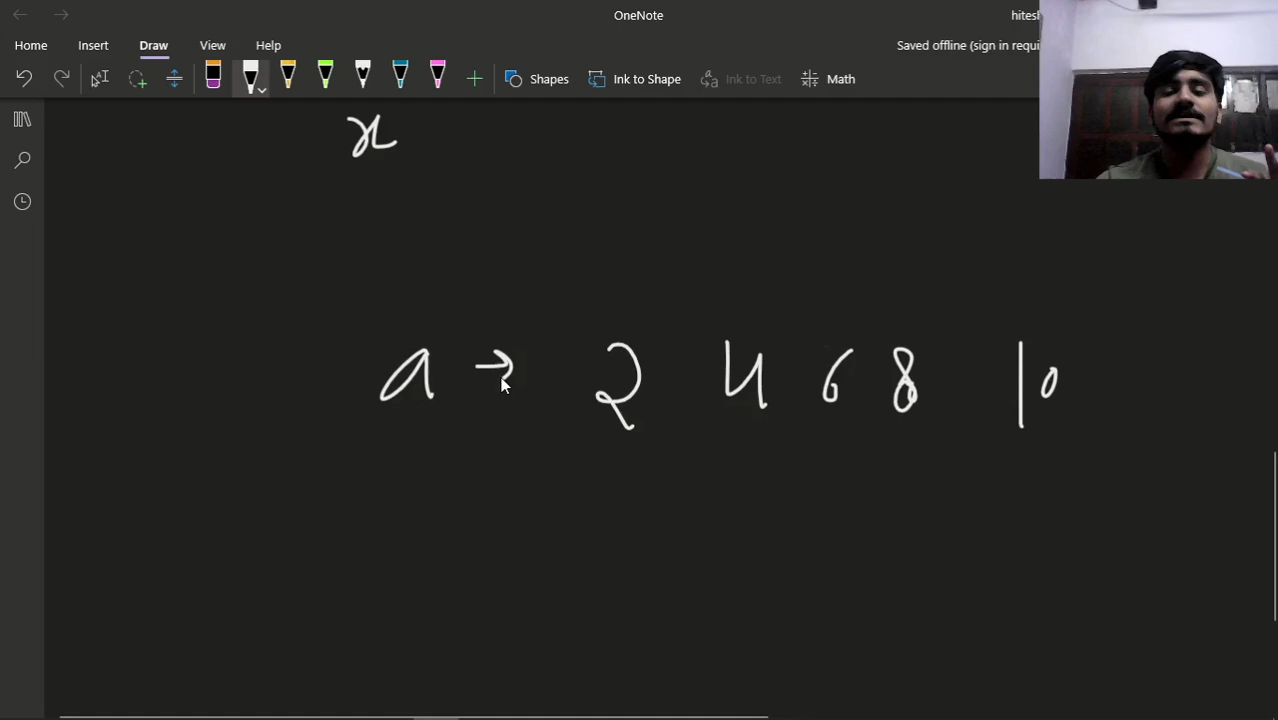 OneNote
hitesh
Home Insert Draw View Help
Saved offline (sign in requi
Shapes Ink to Shape Ink to Text Math
x
a → 2 4 6 8 10